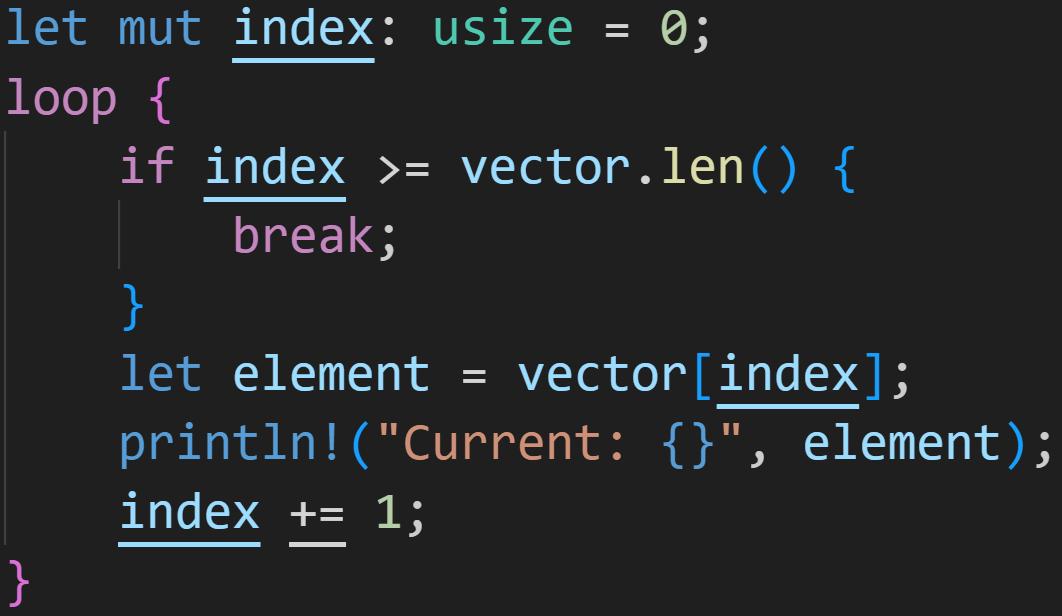 let mut index: usize = 0;
loop {
    if index >= vector.len() {
        break;
    }
    let element = vector[index];
    println!("Current: {}", element);
    index += 1;
}